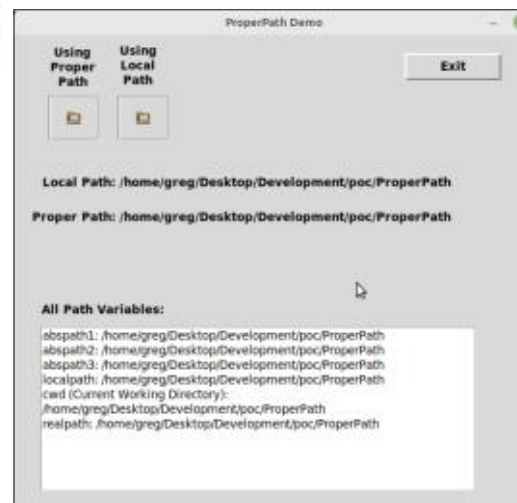 ProperPath Demo
Using Proper Path
Using Local Path
Exit
Local Path: /home/greg/Desktop/Development/poc/ProperPath
Proper Path: /home/greg/Desktop/Development/poc/ProperPath
All Path Variables:
abspath1: /home/greg/Desktop/Development/poc/ProperPath
abspath2: /home/greg/Desktop/Development/poc/ProperPath
abspath3: /home/greg/Desktop/Development/poc/ProperPath
localpath: /home/greg/Desktop/Development/poc/ProperPath
cwd (Current Working Directory):
/home/greg/Desktop/Development/poc/ProperPath
realpath: /home/greg/Desktop/Development/poc/ProperPath